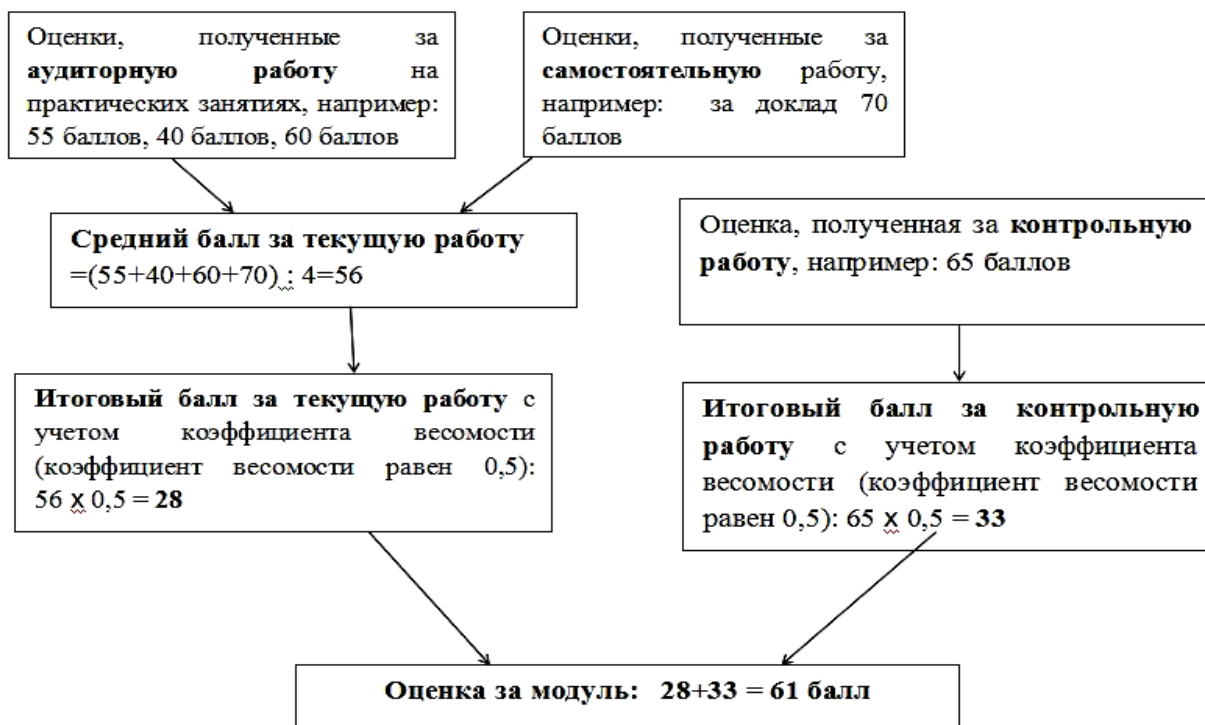 Оценки, полученные за
аудиторную работу на
практических занятиях, например:
55 баллов, 40 баллов, 60 баллов
Оценки, полученные за
самостоятельную работу,
например: за доклад 70
баллов
Средний балл за текущую работу
=(55+40+60+70) : 4=56
Оценка, полученная за контрольную
работу, например: 65 баллов
Итоговый балл за текущую работу с
учетом коэффициента весомости
(коэффициент весомости равен 0,5):
56 х 0,5 = 28
Итоговый балл за контрольную
работу с учетом коэффициента
весомости (коэффициент весомости
равен 0,5): 65 х 0,5 = 33
Оценка за модуль: 28+33 = 61 балл